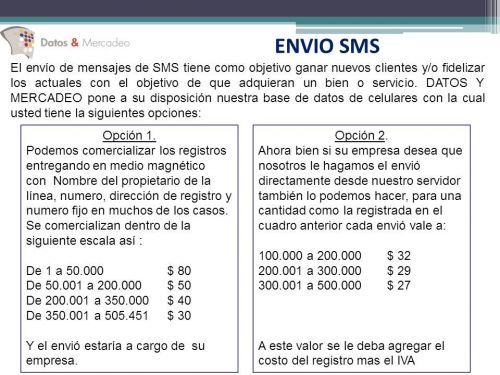 Datos & Mercadeo
ENVIO SMS
El envío de mensajes de SMS tiene como objetivo ganar nuevos clientes y/o fidelizar
los actuales con el objetivo de que adquieran un bien o servicio. DATOS Y
MERCADEO pone a su disposición nuestra base de datos de celulares con la cual
usted tiene la siguientes opciones:
Opción 1.
Podemos comercializar los registros
entregando en medio magnético
con Nombre del propietario de la
línea, numero, dirección de registro y
numero fijo en muchos de los casos.
Se comercializan dentro de la
siguiente escala así :
De 1 a 50.000 $ 80
De 50.001 a 200.000 $ 50
De 200.001 a 350.000 $ 40
De 350.001 a 505.451 $ 30
Y el envió estaría a cargo de su
empresa.
Opción 2.
Ahora bien si su empresa desea que
nosotros le hagamos el envió
directamente desde nuestro servidor
también lo podemos hacer, para una
cantidad como la registrada en el
cuadro anterior cada envió vale a:
100.000 a 200.000 $ 32
200.001 a 300.000 $ 29
300.001 a 500.000 $ 27
A este valor se le deba agregar el
costo del registro mas el IVA